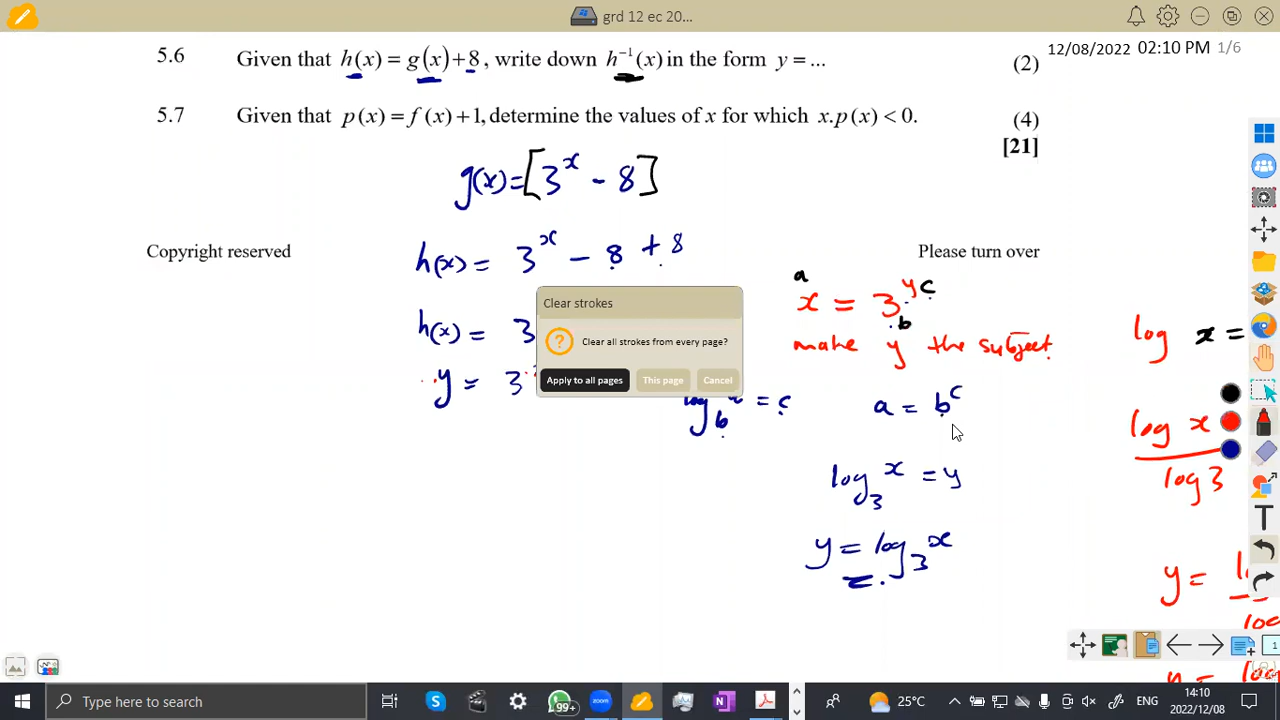 grd 12 ec 20...
12/08/2022 02:10 PM 1/6
5.6 Given that h(x) = g(x)+8, write down h⁻¹(x) in the form y = ... (2)
5.7 Given that p(x) = f(x)+1, determine the values of x for which x.p(x) < 0. (4)
[21]
g(x) = [3ˣ - 8]
Copyright reserved
Please turn over
h(x) = 3ˣ - 8 + 8
h(x) = 3
y = 3
a
x = 3ʸ c
b
make y the subject
Clear strokes
Clear all strokes from every page?
Apply to all pages
This page
Cancel
b = c
a = bᶜ
log₃ x = y
y = log₃ x
log x =
log x
log 3
y =
Type here to search
99+
25°C
ENG
14:10
2022/12/08
1